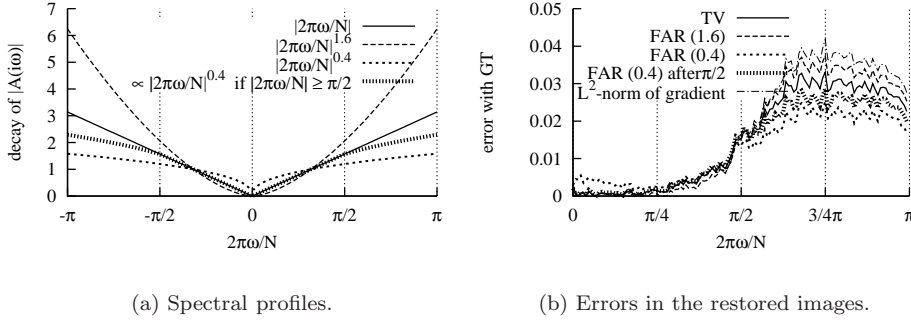 decay of |A(iω)|
7
6
5
4
3
2
1
0
-π
-π/2
0
π/2
π
2πω/N
|2πω/N|
|2πω/N|^1.6
|2πω/N|^0.4
∝ |2πω/N|^0.4 if |2πω/N| ≥ π/2
(a) Spectral profiles.
error with GT
0.05
0.04
0.03
0.02
0.01
0
0
π/4
π/2
3/4π
π
2πω/N
TV
FAR (1.6)
FAR (0.4)
FAR (0.4) afterπ/2
L^2-norm of gradient
(b) Errors in the restored images.